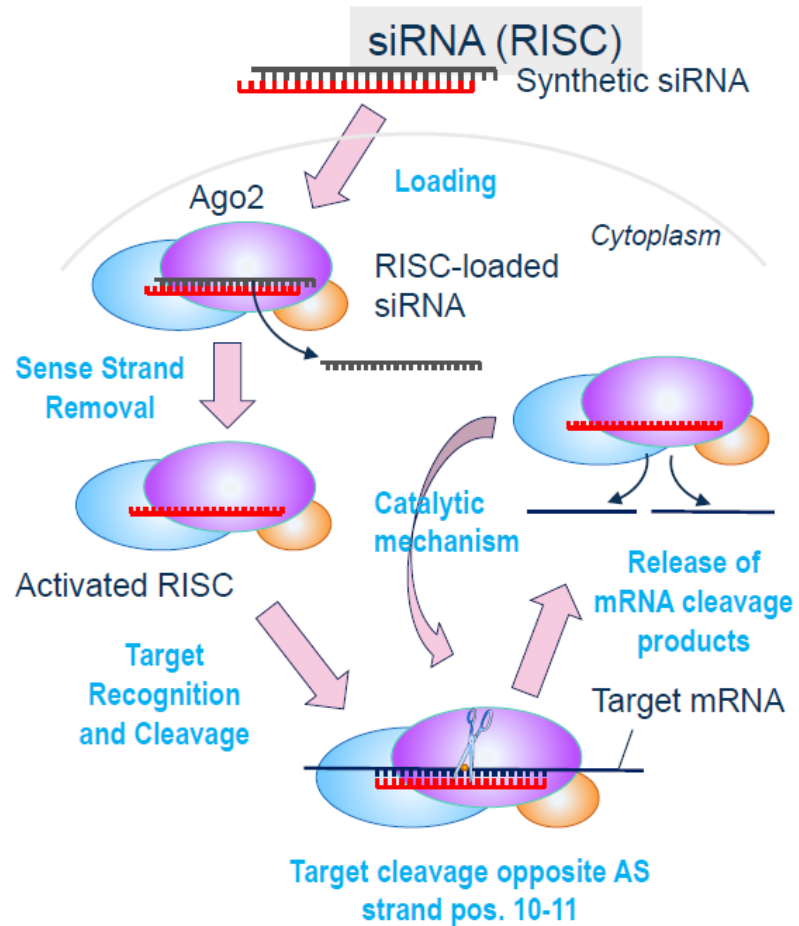 siRNA (RISC)
Synthetic siRNA
Loading
Ago2
Cytoplasm
RISC-loaded
siRNA
Sense Strand
Removal
Catalytic
mechanism
Activated RISC
Release of
mRNA cleavage
products
Target
Recognition
and Cleavage
Target mRNA
Target cleavage opposite AS
strand pos. 10-11